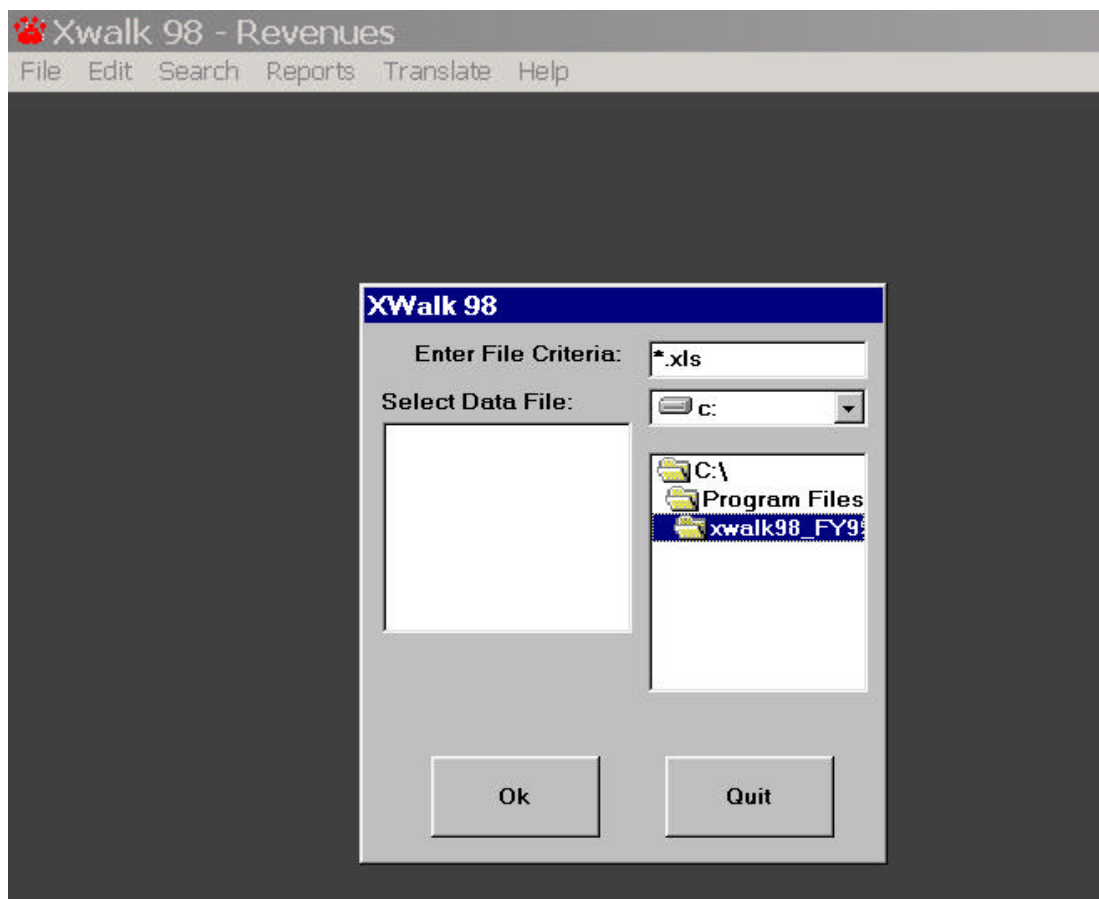 Xwalk 98 - Revenues
File Edit Search Reports Translate Help
XWalk 98
Enter File Criteria: *.xls
Select Data File: c:
C:\
Program Files
xwalk98_FY9
Ok Quit